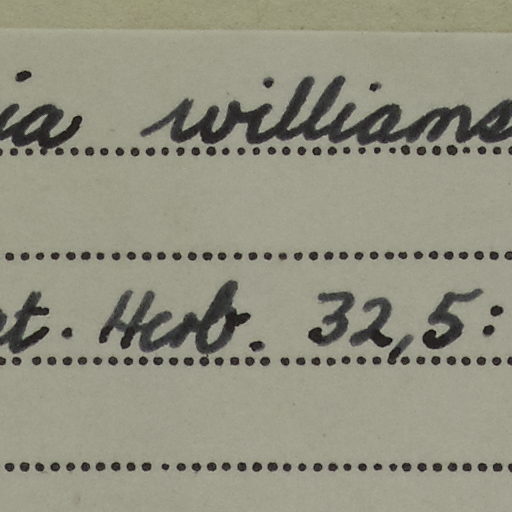 ia williams
t. Herb. 32,5: